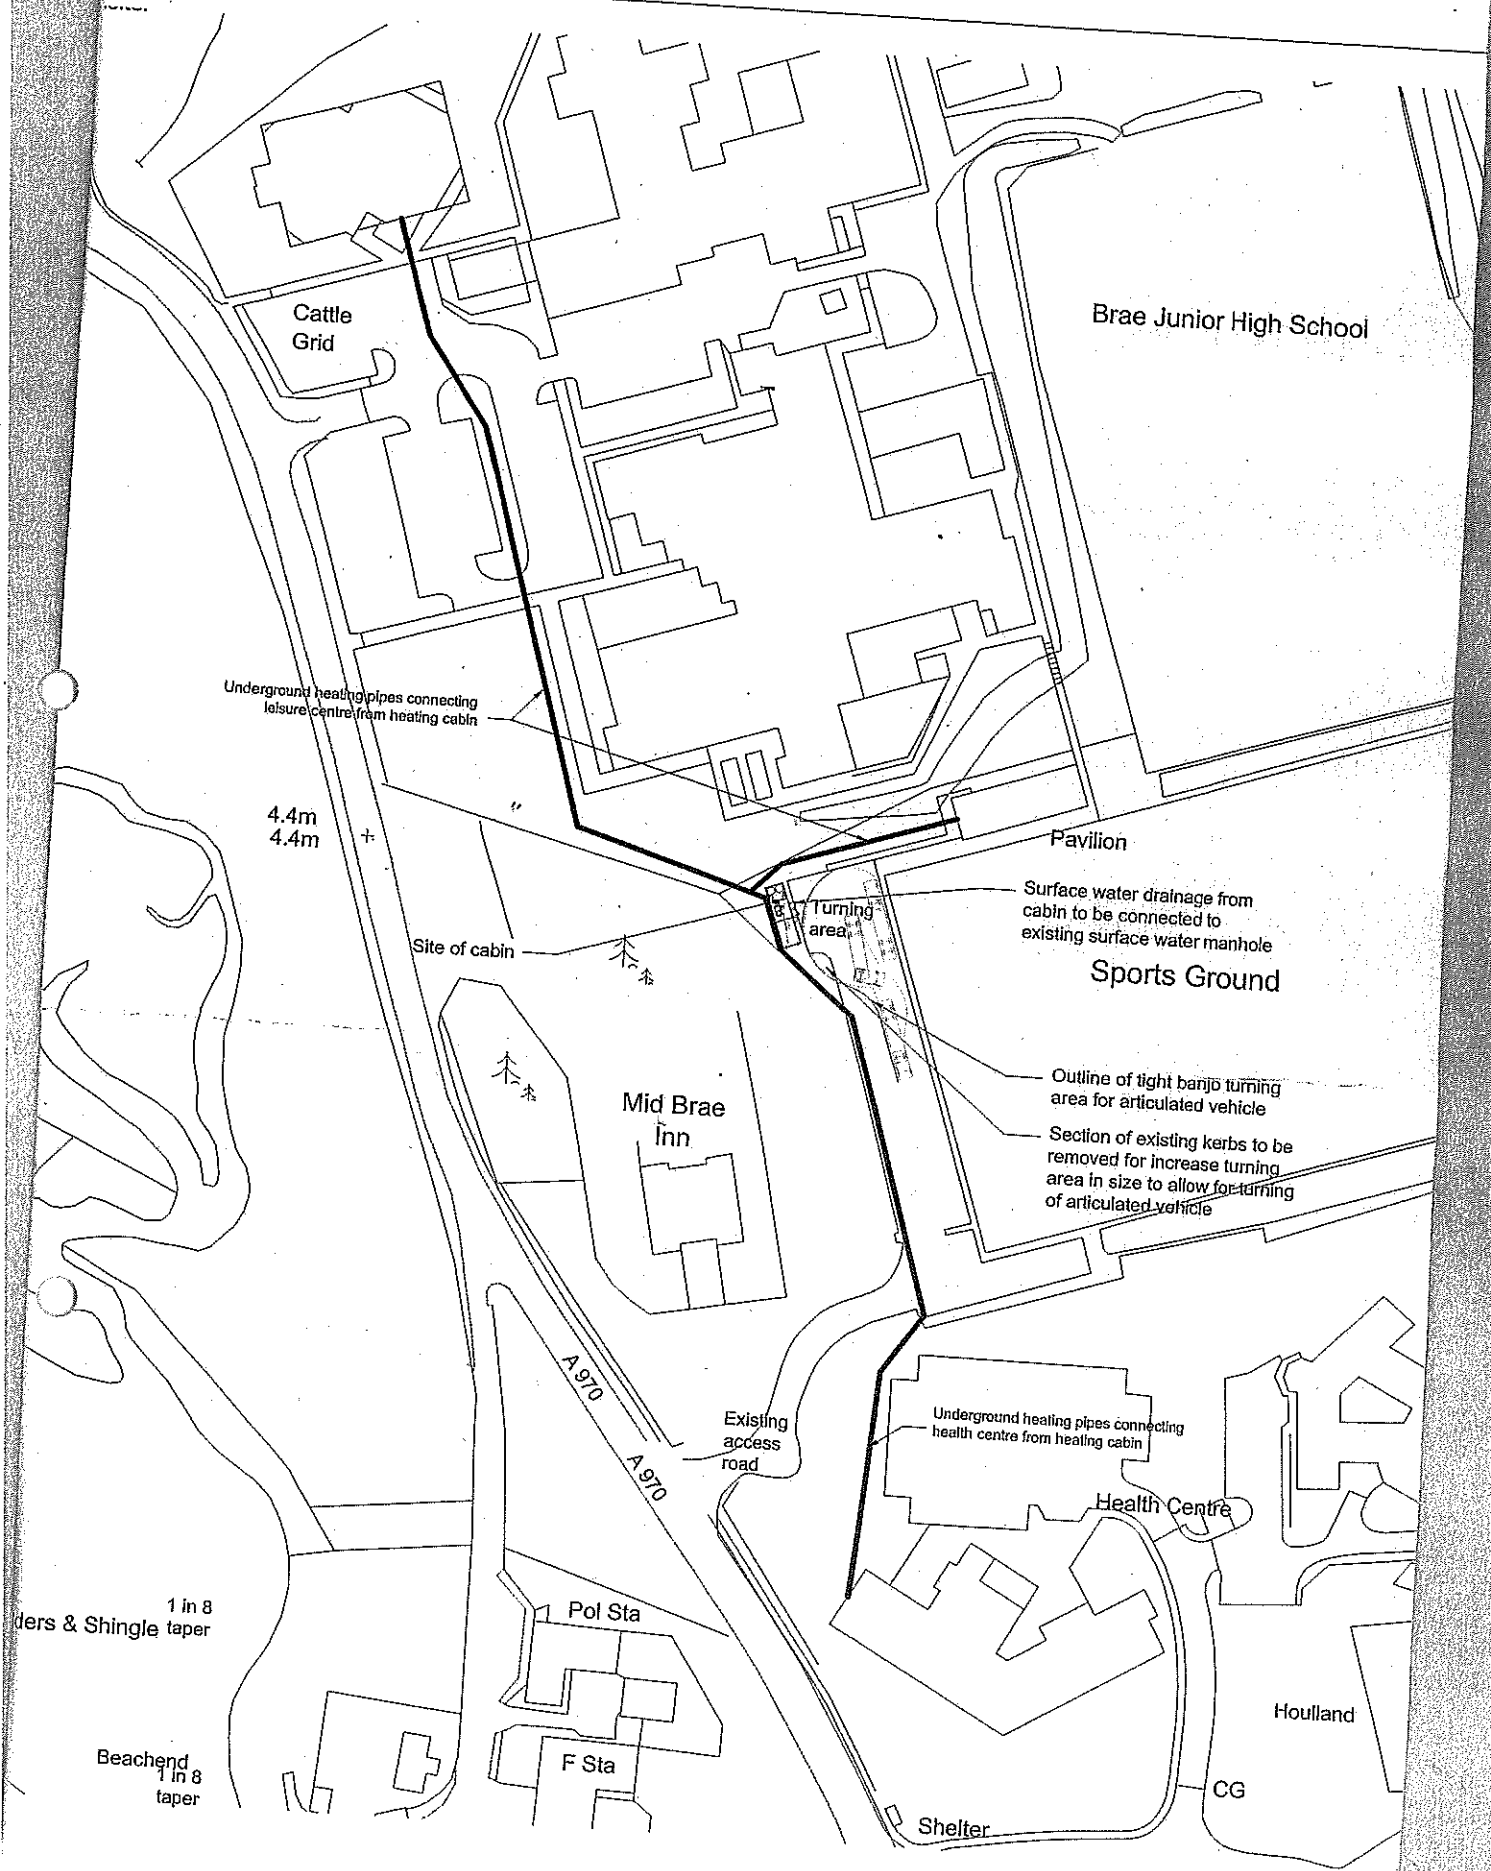 Cattle
Grid
Brae Junior High School
Underground heating pipes connecting
leisure centre from heating cabin
4.4m
4.4m
Pavilion
Surface water drainage from
cabin to be connected to
existing surface water manhole
Turning
area
Site of cabin
Sports Ground
Outline of tight banjo turning
area for articulated vehicle
Mid Brae
Inn
Section of existing kerbs to be
removed for increase turning
area in size to allow for turning
of articulated vehicle
A 970
Existing
access
road
Underground heating pipes connecting
health centre from heating cabin
A 970
Health Centre
1 in 8
taper
ders & Shingle
Pol Sta
Houlland
Beachend
1 in 8
taper
F Sta
CG
Shelter